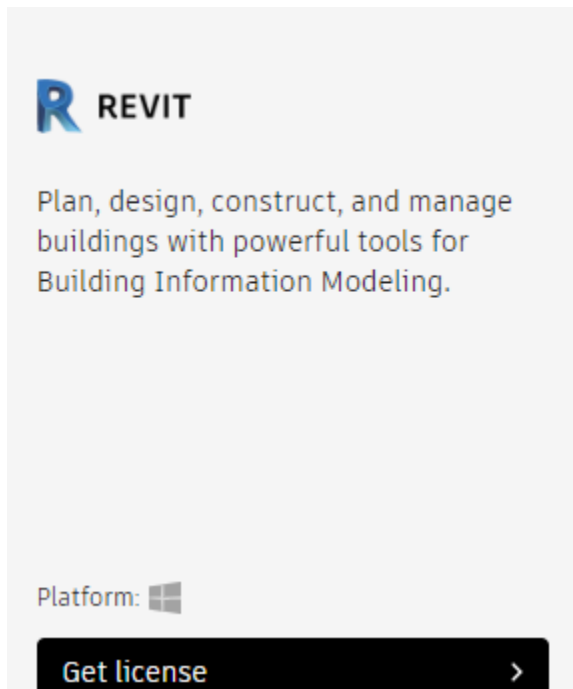 REVIT
Plan, design, construct, and manage
buildings with powerful tools for
Building Information Modeling.
Platform:
Get license